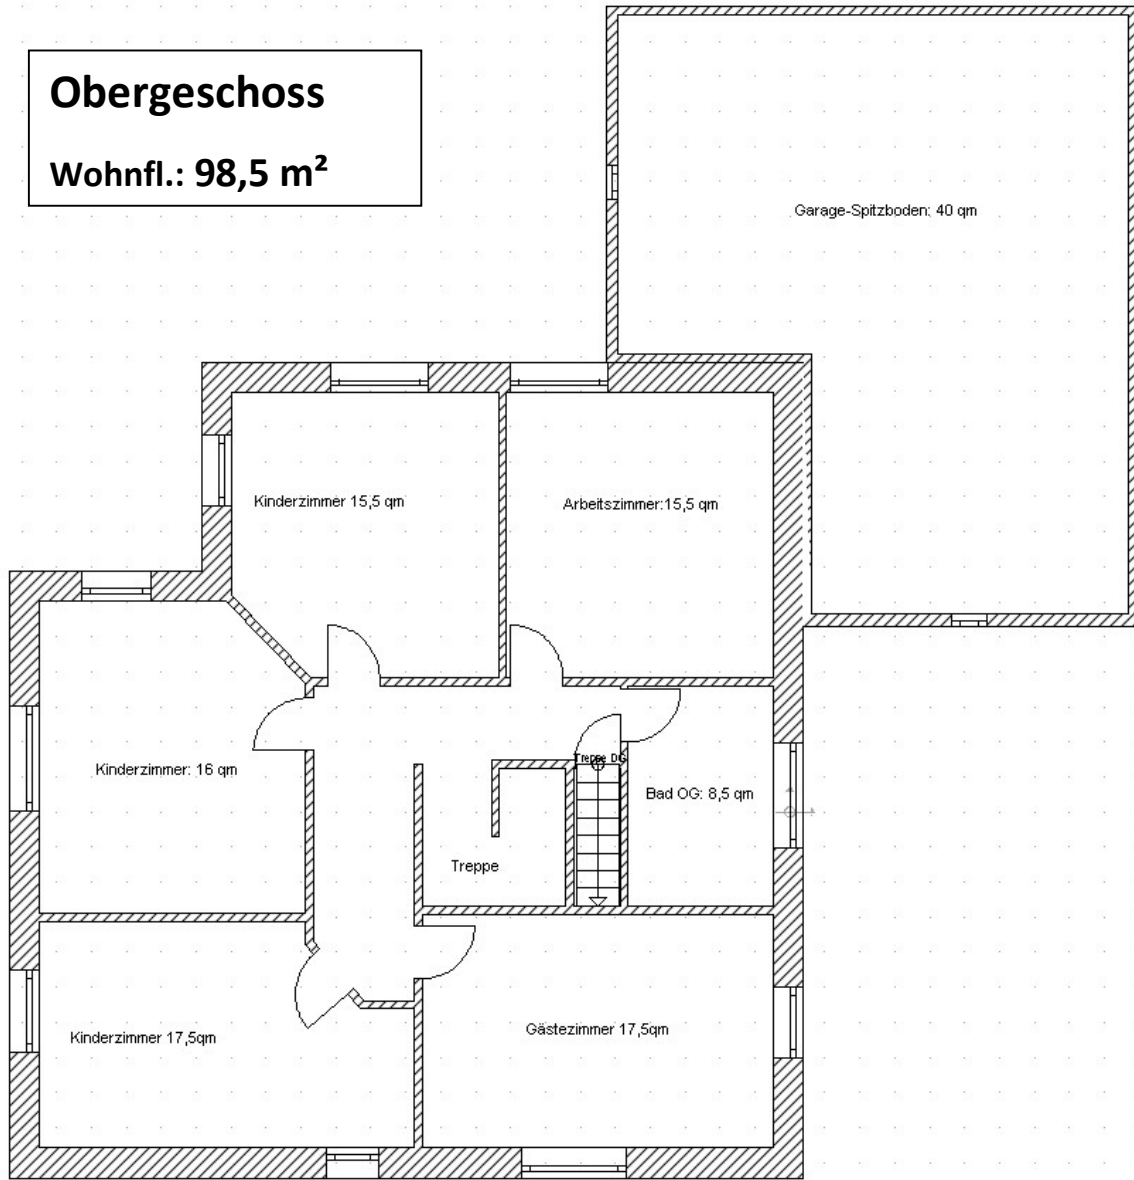 Obergeschoss
Wohnfl.: 98,5 m²
Garage-Spitzboden: 40 qm
Kinderzimmer 15,5 qm
Arbeitszimmer:15,5 qm
Kinderzimmer: 16 qm
Treppe DG
Bad OG: 8,5 qm
Treppe
Kinderzimmer 17,5qm
Gästezimmer 17,5qm